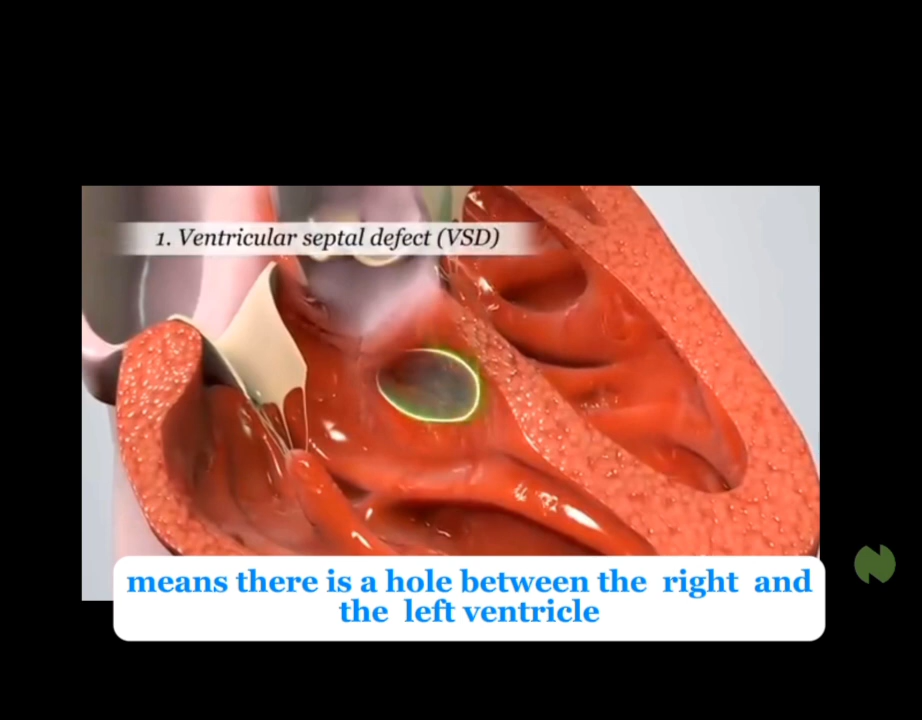 1. Ventricular septal defect (VSD)
means there is a hole between the right and
the left ventricle